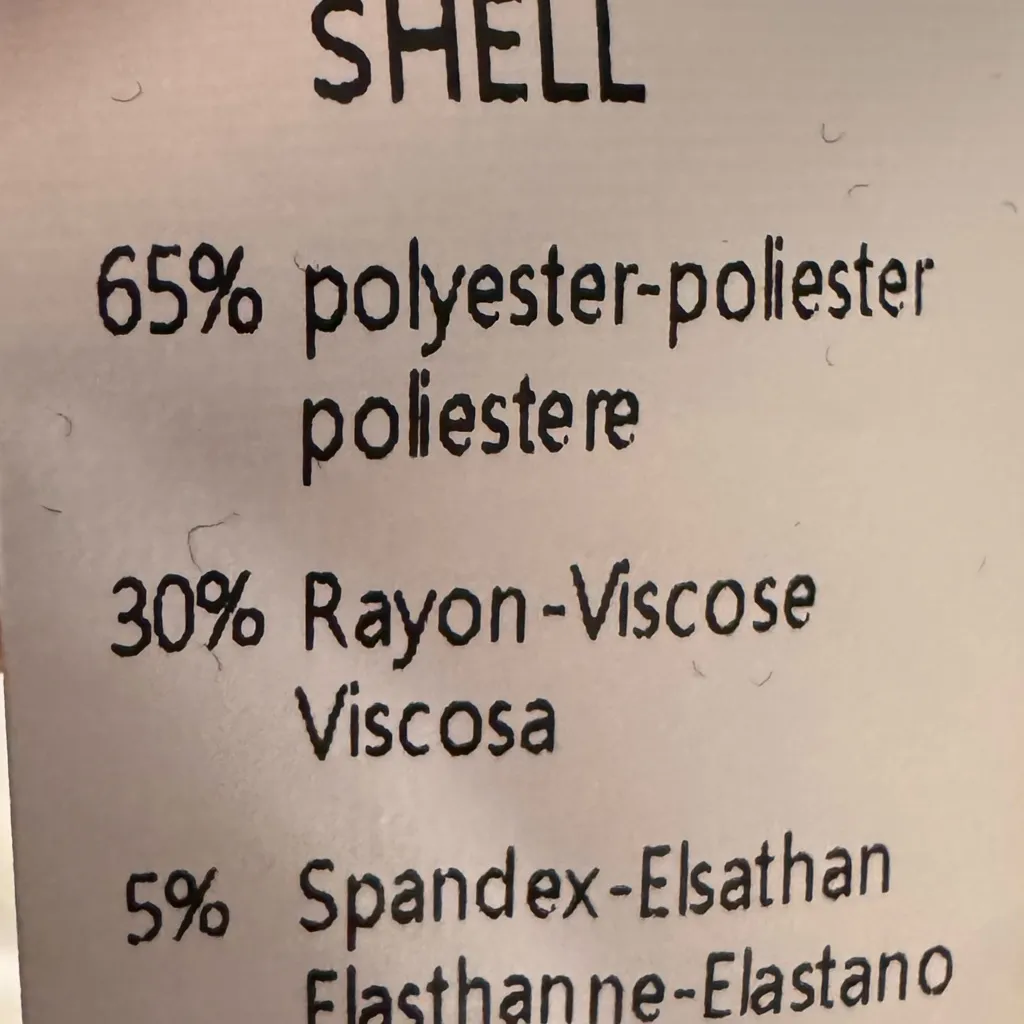 SHELL
65% polyester-poliester
poliestere
30% Rayon-Viscose
Viscosa
5% Spandex-Elsathan
Elasthanne-Elastano